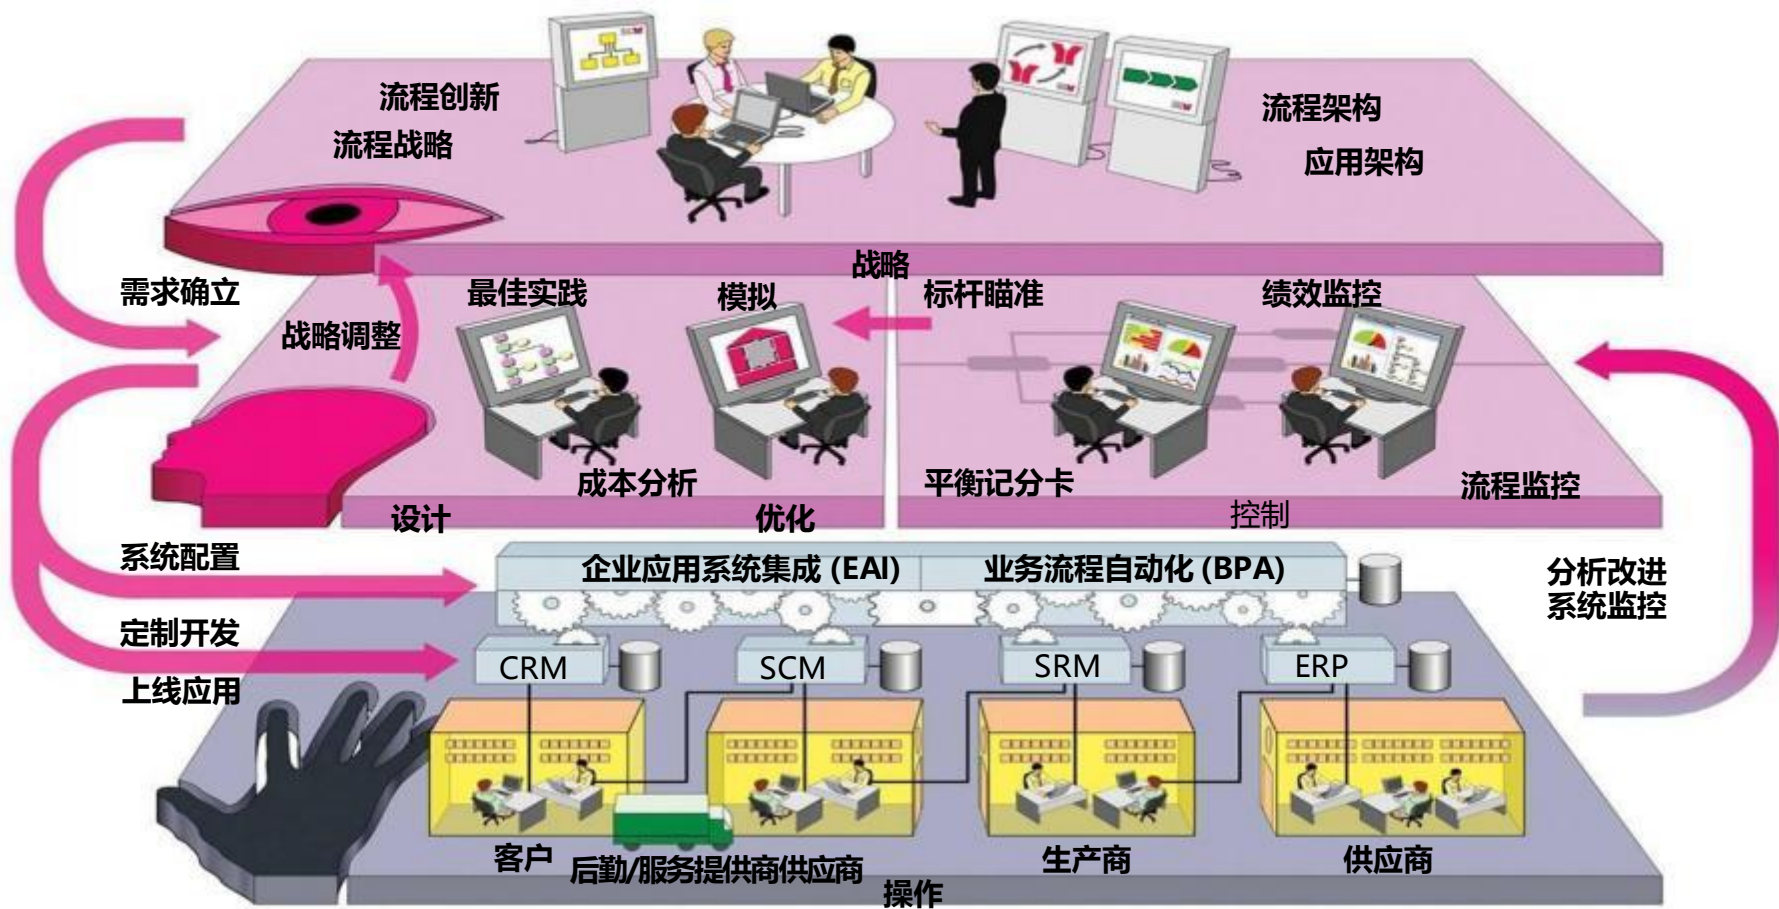 流程创新
流程战略
流程架构
应用架构
战略
需求确立
战略调整
最佳实践
模拟
标杆瞄准
绩效监控
成本分析
平衡记分卡
流程监控
设计
优化
控制
系统配置
定制开发
上线应用
企业应用系统集成 (EAI)
业务流程自动化 (BPA)
分析改进
系统监控
CRM
SCM
SRM
ERP
客户
后勤/服务提供商供应商
生产商
供应商
操作